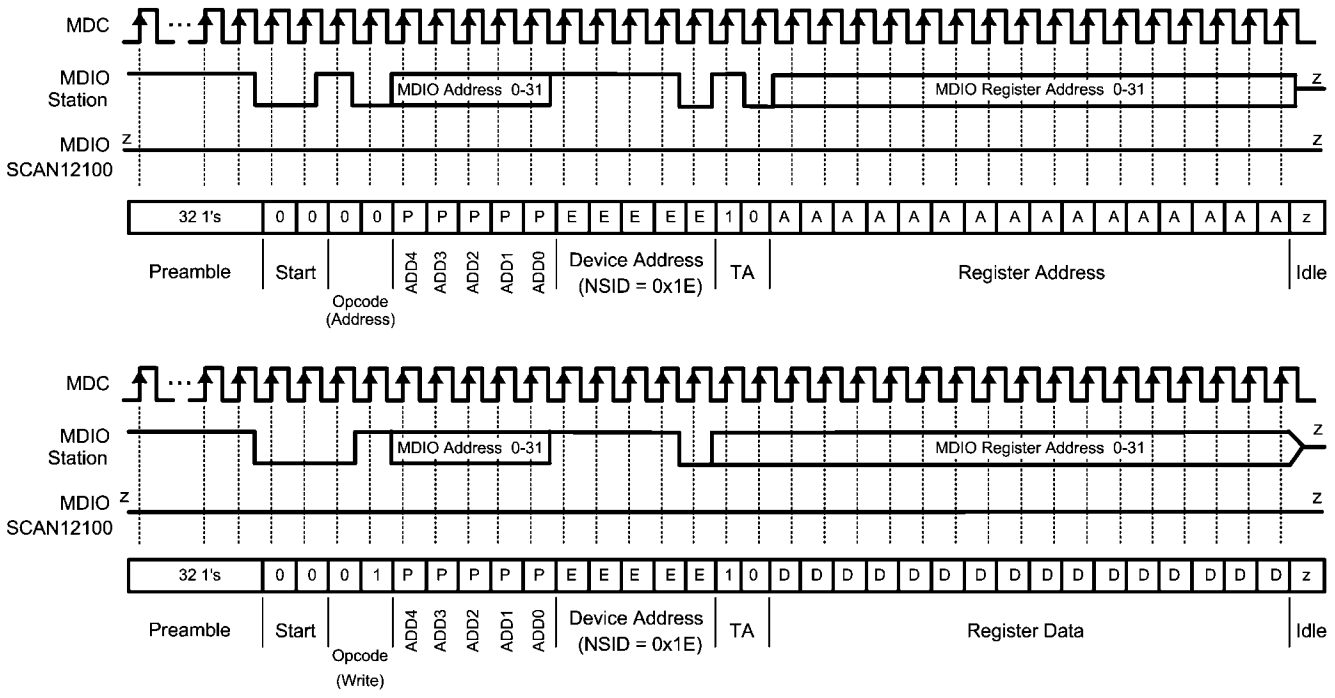 MDC ...
MDIO Station
MDIO Address 0-31
MDIO Register Address 0-31
z
MDIO SCAN12100
z
z
32 1's 0 0 0 0 P P P P P E E E E E 1 0 A A A A A A A A A A A A A A A A z
Preamble
Start
Opcode
(Address)
ADD4
ADD3
ADD2
ADD1
ADD0
Device Address
(NSID = 0x1E)
TA
Register Address
Idle
MDC ...
MDIO Station
MDIO Address 0-31
MDIO Register Address 0-31
z
MDIO SCAN12100
z
z
32 1's 0 0 0 1 P P P P P E E E E E 1 0 D D D D D D D D D D D D D D D D z
Preamble
Start
Opcode
(Write)
ADD4
ADD3
ADD2
ADD1
ADD0
Device Address
(NSID = 0x1E)
TA
Register Data
Idle